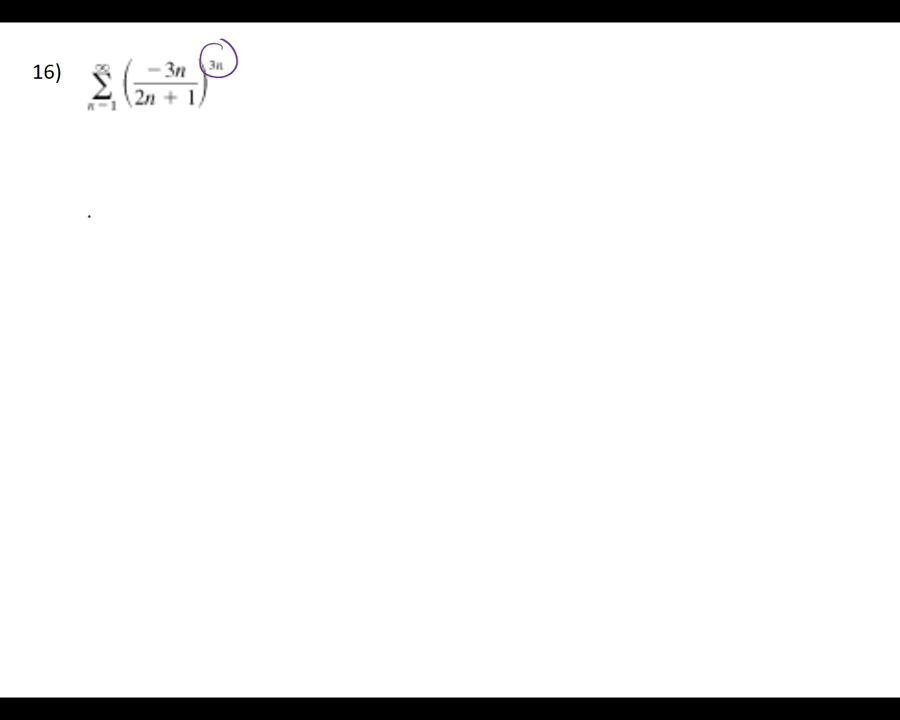 16) ∞ ∑ n=1 (−3n / 2n + 1)^3n